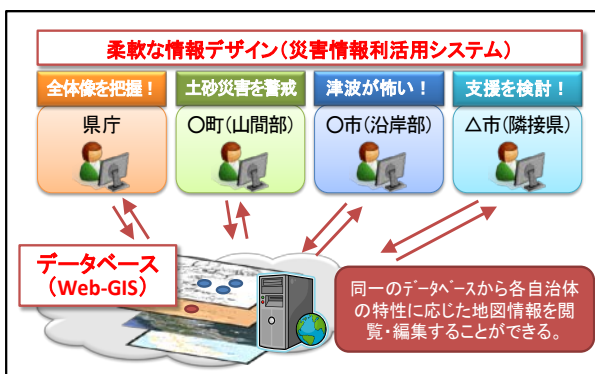 柔軟な情報デザイン(災害情報利活用システム)
全体像を把握！
土砂災害を警戒
津波が怖い！
支援を検討！
県庁
〇町(山間部)
〇市(沿岸部)
△市(隣接県)
データベース
(Web-GIS)
同一のﾃﾞｰﾀﾍﾞｰｽから各自治体
の特性に応じた地図情報を閲
覧・編集することができる。